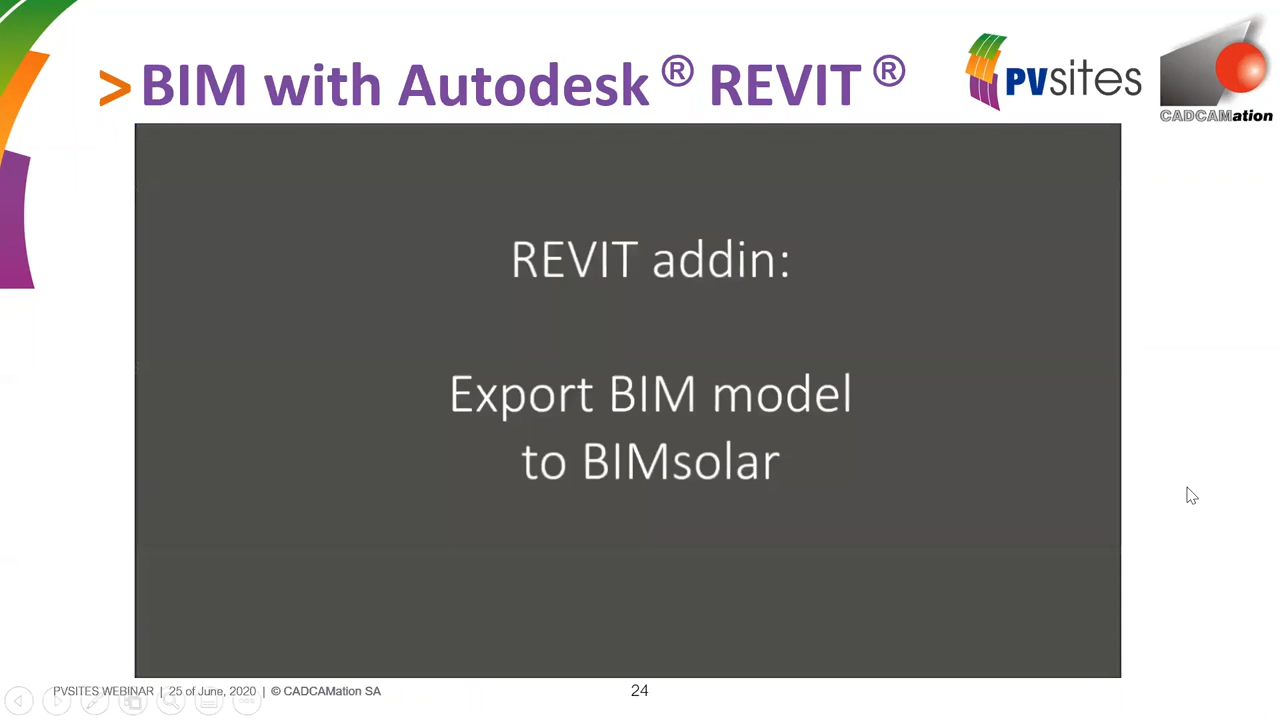 > BIM with Autodesk ® REVIT ®
PVsites
CADCAMation
REVIT addin:
Export BIM model
to BIMsolar
PVSITES WEBINAR | 25 of June, 2020 | © CADCAMation SA
24